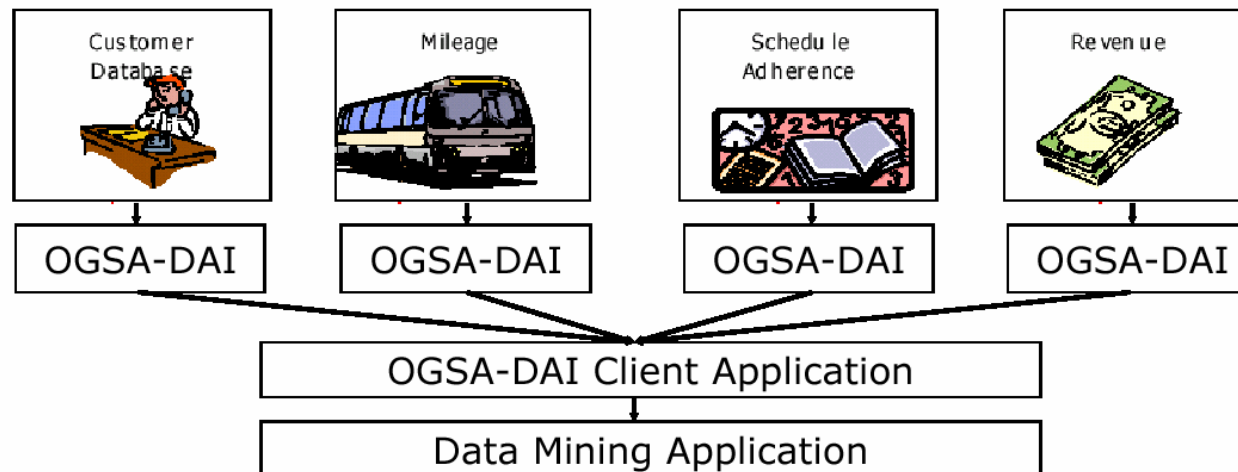 Customer
Database
Mileage
Schedule
Adherence
Revenue
OGSA-DAI
OGSA-DAI
OGSA-DAI
OGSA-DAI
OGSA-DAI Client Application
Data Mining Application